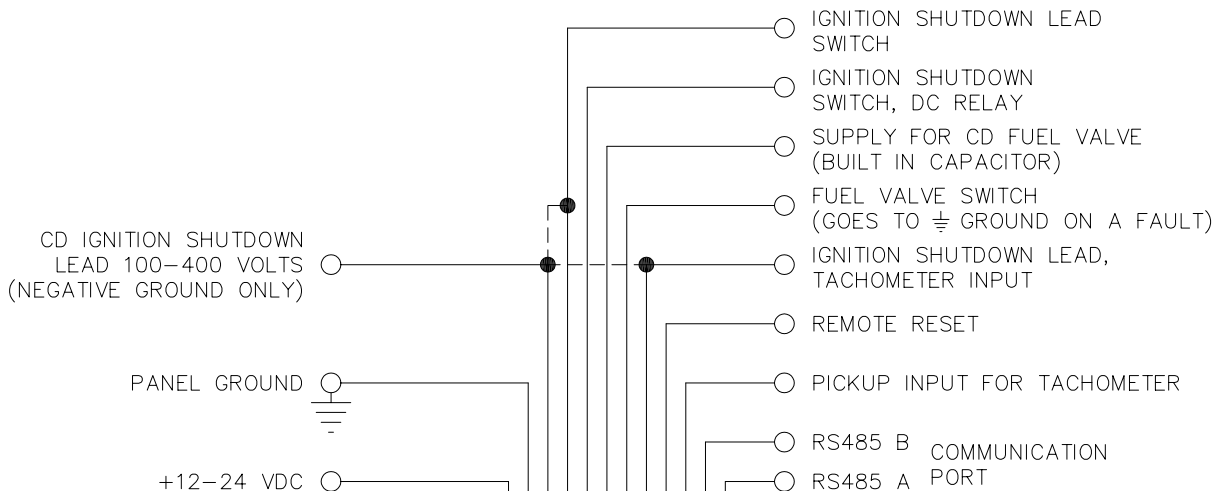 IGNITION SHUTDOWN LEAD
SWITCH
IGNITION SHUTDOWN
SWITCH, DC RELAY
SUPPLY FOR CD FUEL VALVE
(BUILT IN CAPACITOR)
FUEL VALVE SWITCH
(GOES TO ⏚ GROUND ON A FAULT)
CD IGNITION SHUTDOWN
LEAD 100-400 VOLTS
(NEGATIVE GROUND ONLY)
IGNITION SHUTDOWN LEAD,
TACHOMETER INPUT
REMOTE RESET
PANEL GROUND
PICKUP INPUT FOR TACHOMETER
RS485 B
COMMUNICATION
PORT
+12-24 VDC
RS485 A